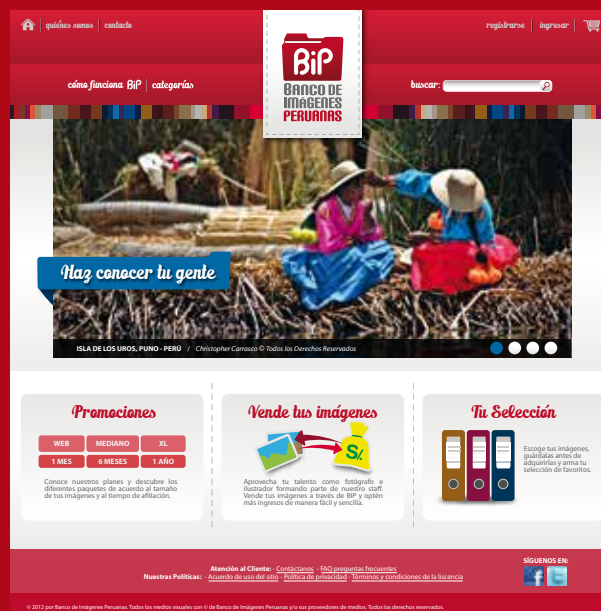 quiénes somos | contacto
registrarse | ingresar
cómo funciona BiP | categorías
BiP
BANCO DE
IMÁGENES
PERUANAS
buscar:
Haz conocer tu gente
ISLA DE LOS UROS, PUNO - PERÚ / Christopher Carrasco © Todos los Derechos Reservados
Promociones
WEB MEDIANO XL
1 MES 6 MESES 1 AÑO
Conoce nuestros planes y descubre los
diferentes paquetes de acuerdo al tamaño
de tus imágenes y al tiempo de afiliación.
Vende tus imágenes
S/.
Aprovecha tu talento como fotógrafo e
ilustrador formando parte de nuestro staff.
Vende tus imágenes a través de BIP y optén
más ingresos de manera fácil y sencilla.
Tu Selección
Escoge tus imágenes,
guárdalas antes de
adquirirlas y arma tu
selección de favoritos.
Atención al Cliente: - Contáctanos - FAQ preguntas frecuentes
Nuestras Políticas: - Acuerdo de uso del sitio - Política de privacidad - Términos y condiciones de la liscencia
SÍGUENOS EN:
f t
© 2012 por Banco de Imágenes Peruanas. Todos los medios visuales con © de Banco de Imágenes Peruanas y/o sus proveedores de medios. Todos los derechos reservados.